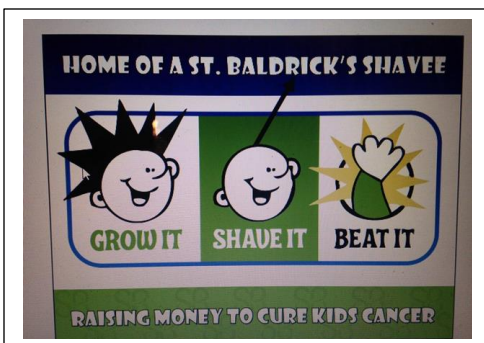 HOME OF A ST. BALDRICK'S SHAVEE
GROW IT SHAVE IT BEAT IT
RAISING MONEY TO CURE KIDS CANCER